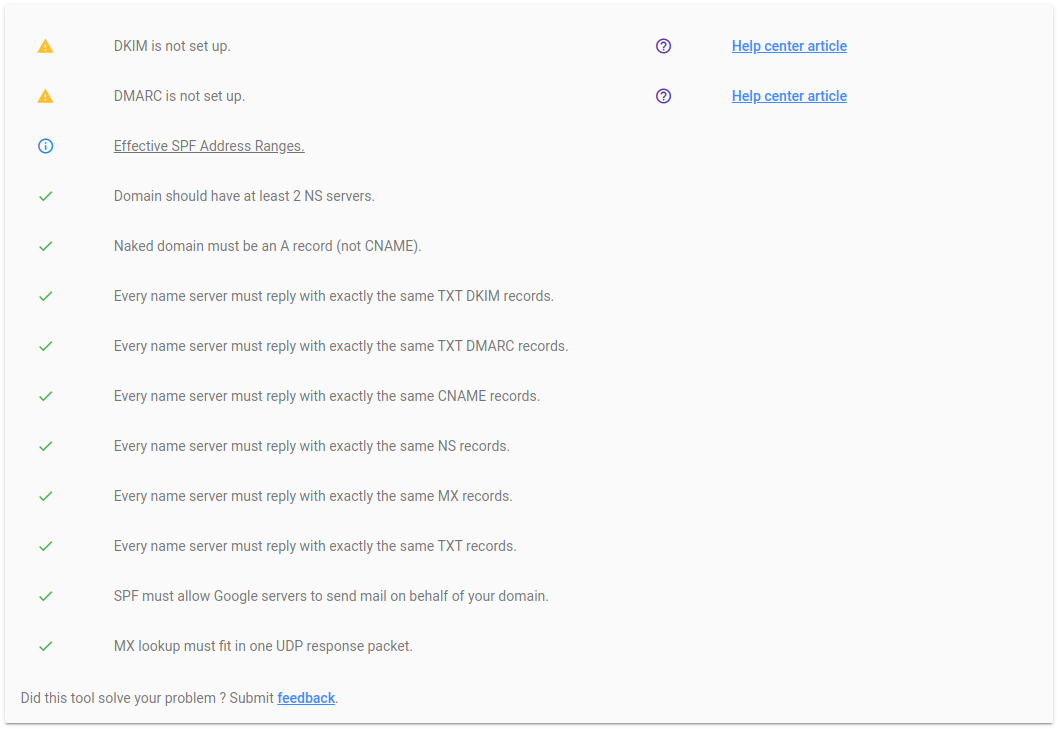 DKIM is not set up. Help center article
DMARC is not set up. Help center article
Effective SPF Address Ranges.
Domain should have at least 2 NS servers.
Naked domain must be an A record (not CNAME).
Every name server must reply with exactly the same TXT DKIM records.
Every name server must reply with exactly the same TXT DMARC records.
Every name server must reply with exactly the same CNAME records.
Every name server must reply with exactly the same NS records.
Every name server must reply with exactly the same MX records.
Every name server must reply with exactly the same TXT records.
SPF must allow Google servers to send mail on behalf of your domain.
MX lookup must fit in one UDP response packet.
Did this tool solve your problem ? Submit feedback.